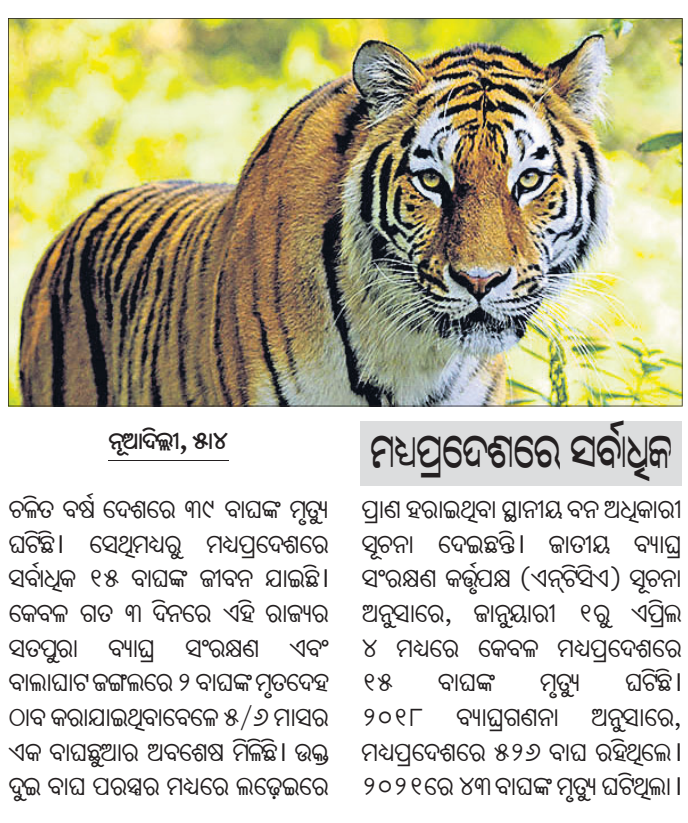 ନୂଆଦିଲ୍ଲୀ, ୫।୪
ଚଳିତ ବର୍ଷ ଦେଶରେ ୩୯ ବାଘଙ୍କ ମୃତ୍ୟୁ
ଘଟିଛି। ସେଥିମଧ୍ୟରୁ ମଧ୍ୟପ୍ରଦେଶରେ
ସର୍ବାଧିକ ୧୫ ବାଘଙ୍କ ଜୀବନ ଯାଇଛି।
କେବଳ ଗତ ୩ ଦିନରେ ଏହି ରାଜ୍ୟର
ସତପୁରା ବ୍ୟାଘ୍ର ସଂରକ୍ଷଣ ଏବଂ
ବାଲାଘାଟ ଜଙ୍ଗଲରେ ୨ ବାଘଙ୍କ ମୃତଦେହ
ଠାବ କରାଯାଇଥିବାବେଳେ ୫/୬ ମାସର
ଏକ ବାଘଛୁଆର ଅବଶେଷ ମିଳିଛି। ଉକ୍ତ
ଦୁଇ ବାଘ ପରସ୍ପର ମଧ୍ୟରେ ଲଢ଼େଇରେ
ମଧ୍ୟପ୍ରଦେଶରେ ସର୍ବାଧିକ
ପ୍ରାଣ ହରାଇଥିବା ସ୍ଥାନୀୟ ବନ ଅଧିକାରୀ
ସୂଚନା ଦେଇଛନ୍ତି। ଜାତୀୟ ବ୍ୟାଘ୍ର
ସଂରକ୍ଷଣ କର୍ତ୍ତୃପକ୍ଷ (ଏନ୍‌ଟିସିଏ) ସୂଚନା
ଅନୁସାରେ, ଜାନୁୟାରୀ ୧ରୁ ଏପ୍ରିଲ
୪ ମଧ୍ୟରେ କେବଳ ମଧ୍ୟପ୍ରଦେଶରେ
୧୫ ବାଘଙ୍କ ମୃତ୍ୟୁ ଘଟିଛି।
୨୦୧୮ ବ୍ୟାଘ୍ରଗଣନା ଅନୁସାରେ,
ମଧ୍ୟପ୍ରଦେଶରେ ୫୨୬ ବାଘ ରହିଥିଲେ।
୨୦୨୧ରେ ୪୩ ବାଘଙ୍କ ମୃତ୍ୟୁ ଘଟିଥିଲା।